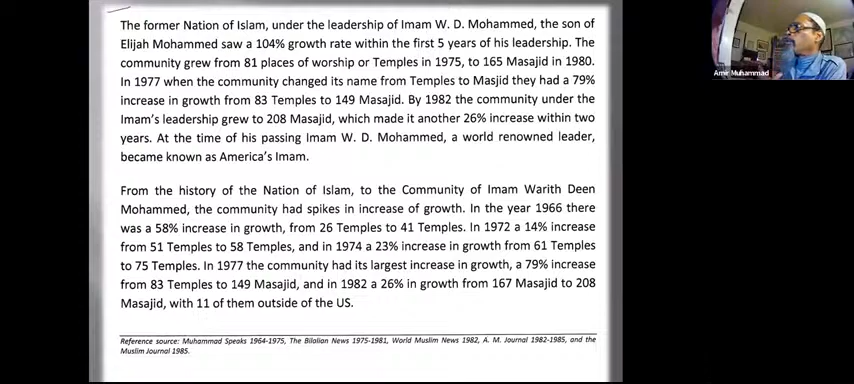 The former Nation of Islam, under the leadership of Imam W. D. Mohammed, the son of
Elijah Mohammed saw a 104% growth rate within the first 5 years of his leadership. The
community grew from 81 places of worship or Temples in 1975, to 165 Masajid in 1980.
In 1977 when the community changed its name from Temples to Masjid they had a 79%
increase in growth from 83 Temples to 149 Masajid. By 1982 the community under the
Imam's leadership grew to 208 Masajid, which made it another 26% increase within two
years. At the time of his passing Imam W. D. Mohammed, a world renowned leader,
became known as America's Imam.
From the history of the Nation of Islam, to the Community of Imam Warith Deen
Mohammed, the community had spikes in increase of growth. In the year 1966 there
was a 58% increase in growth, from 26 Temples to 41 Temples. In 1972 a 14% increase
from 51 Temples to 58 Temples, and in 1974 a 23% increase in growth from 61 Temples
to 75 Temples. In 1977 the community had its largest increase in growth, a 79% increase
from 83 Temples to 149 Masajid, and in 1982 a 26% in growth from 167 Masajid to 208
Masajid, with 11 of them outside of the US.
Reference source: Muhammad Speaks 1964-1975, The Bilalian News 1975-1981, World Muslim News 1982, A. M. Journal 1982-1985, and the
Muslim Journal 1985.
Amir Muhammad